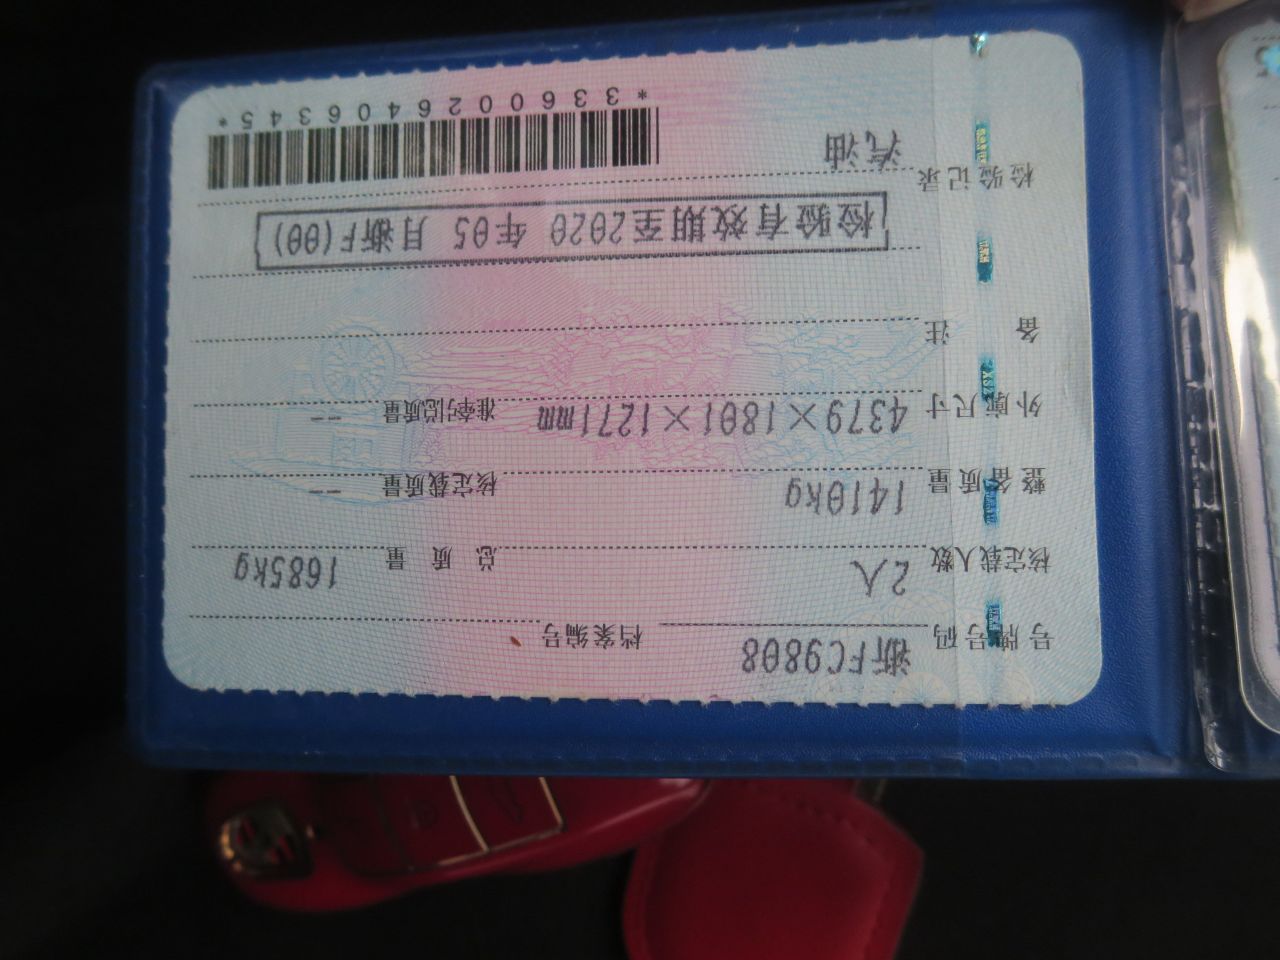 号牌号码 浙FC9808 档案编号
核定载人数 2人 总质量 1685kg
整备质量 1410kg 核定载质量 --
外廓尺寸 4379×1801×1271mm 准牵引总质量 --
备注
检验有效期至2020年05月浙F(00)
检验记录
汽油
*3360026406345*